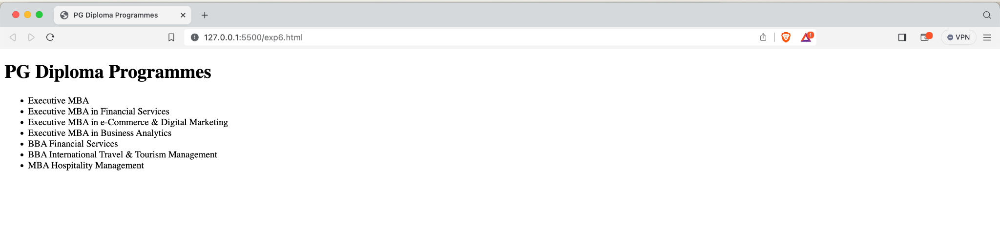 PG Diploma Programmes
127.0.0.1:5500/exp6.html
1
VPN
PG Diploma Programmes
Executive MBA
Executive MBA in Financial Services
Executive MBA in e-Commerce & Digital Marketing
Executive MBA in Business Analytics
BBA Financial Services
BBA International Travel & Tourism Management
MBA Hospitality Management